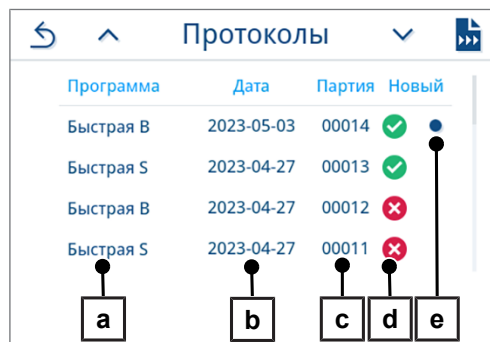 Протоколы
Программа Дата Партия Новый
Быстрая B 2023-05-03 00014
Быстрая S 2023-04-27 00013
Быстрая B 2023-04-27 00012
Быстрая S 2023-04-27 00011
a b c d e